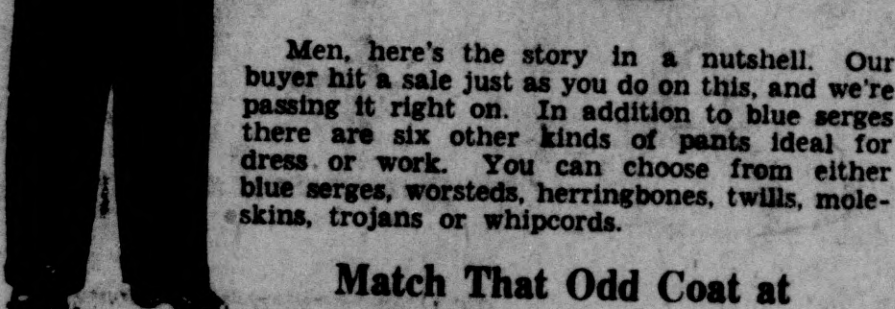 Men, here's the story in a nutshell. Our
buyer hit a sale just as you do on this, and we're
passing it right on. In addition to blue serges
there are six other kinds of pants ideal for
dress or work. You can choose from either
blue serges, worsteds, herringbones, twills, mole-
skins, trojans or whipcords.
Match That Odd Coat at